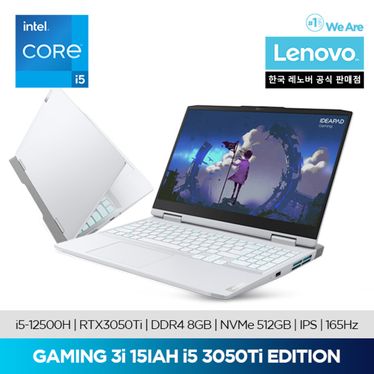 intel
CORE
i5
#1 We Are
Lenovo
한국 레노버 공식 판매점
IDEAPAD
Gaming
i5-12500H | RTX3050Ti | DDR4 8GB | NVMe 512GB | IPS | 165Hz
GAMING 3i 15IAH i5 3050Ti EDITION